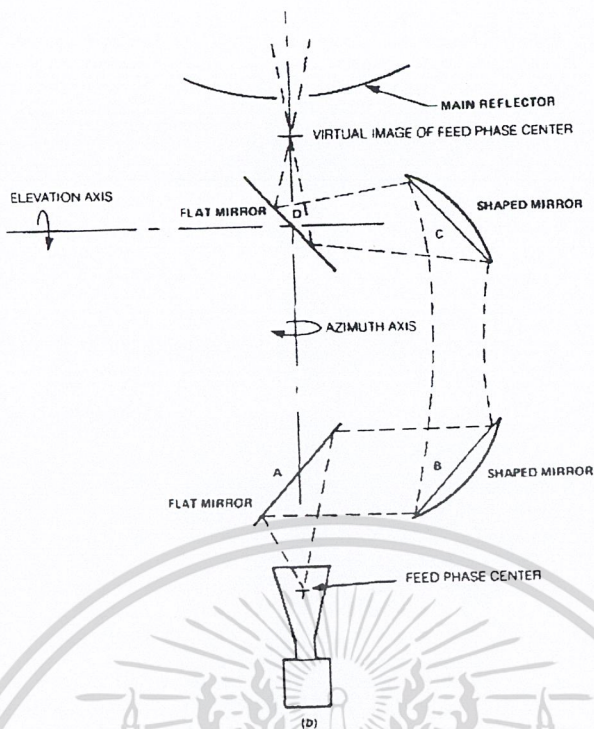 MAIN REFLECTOR
VIRTUAL IMAGE OF FEED PHASE CENTER
ELEVATION AXIS
FLAT MIRROR
D
SHAPED MIRROR
C
AZIMUTH AXIS
A
B
FLAT MIRROR
SHAPED MIRROR
FEED PHASE CENTER
(D)